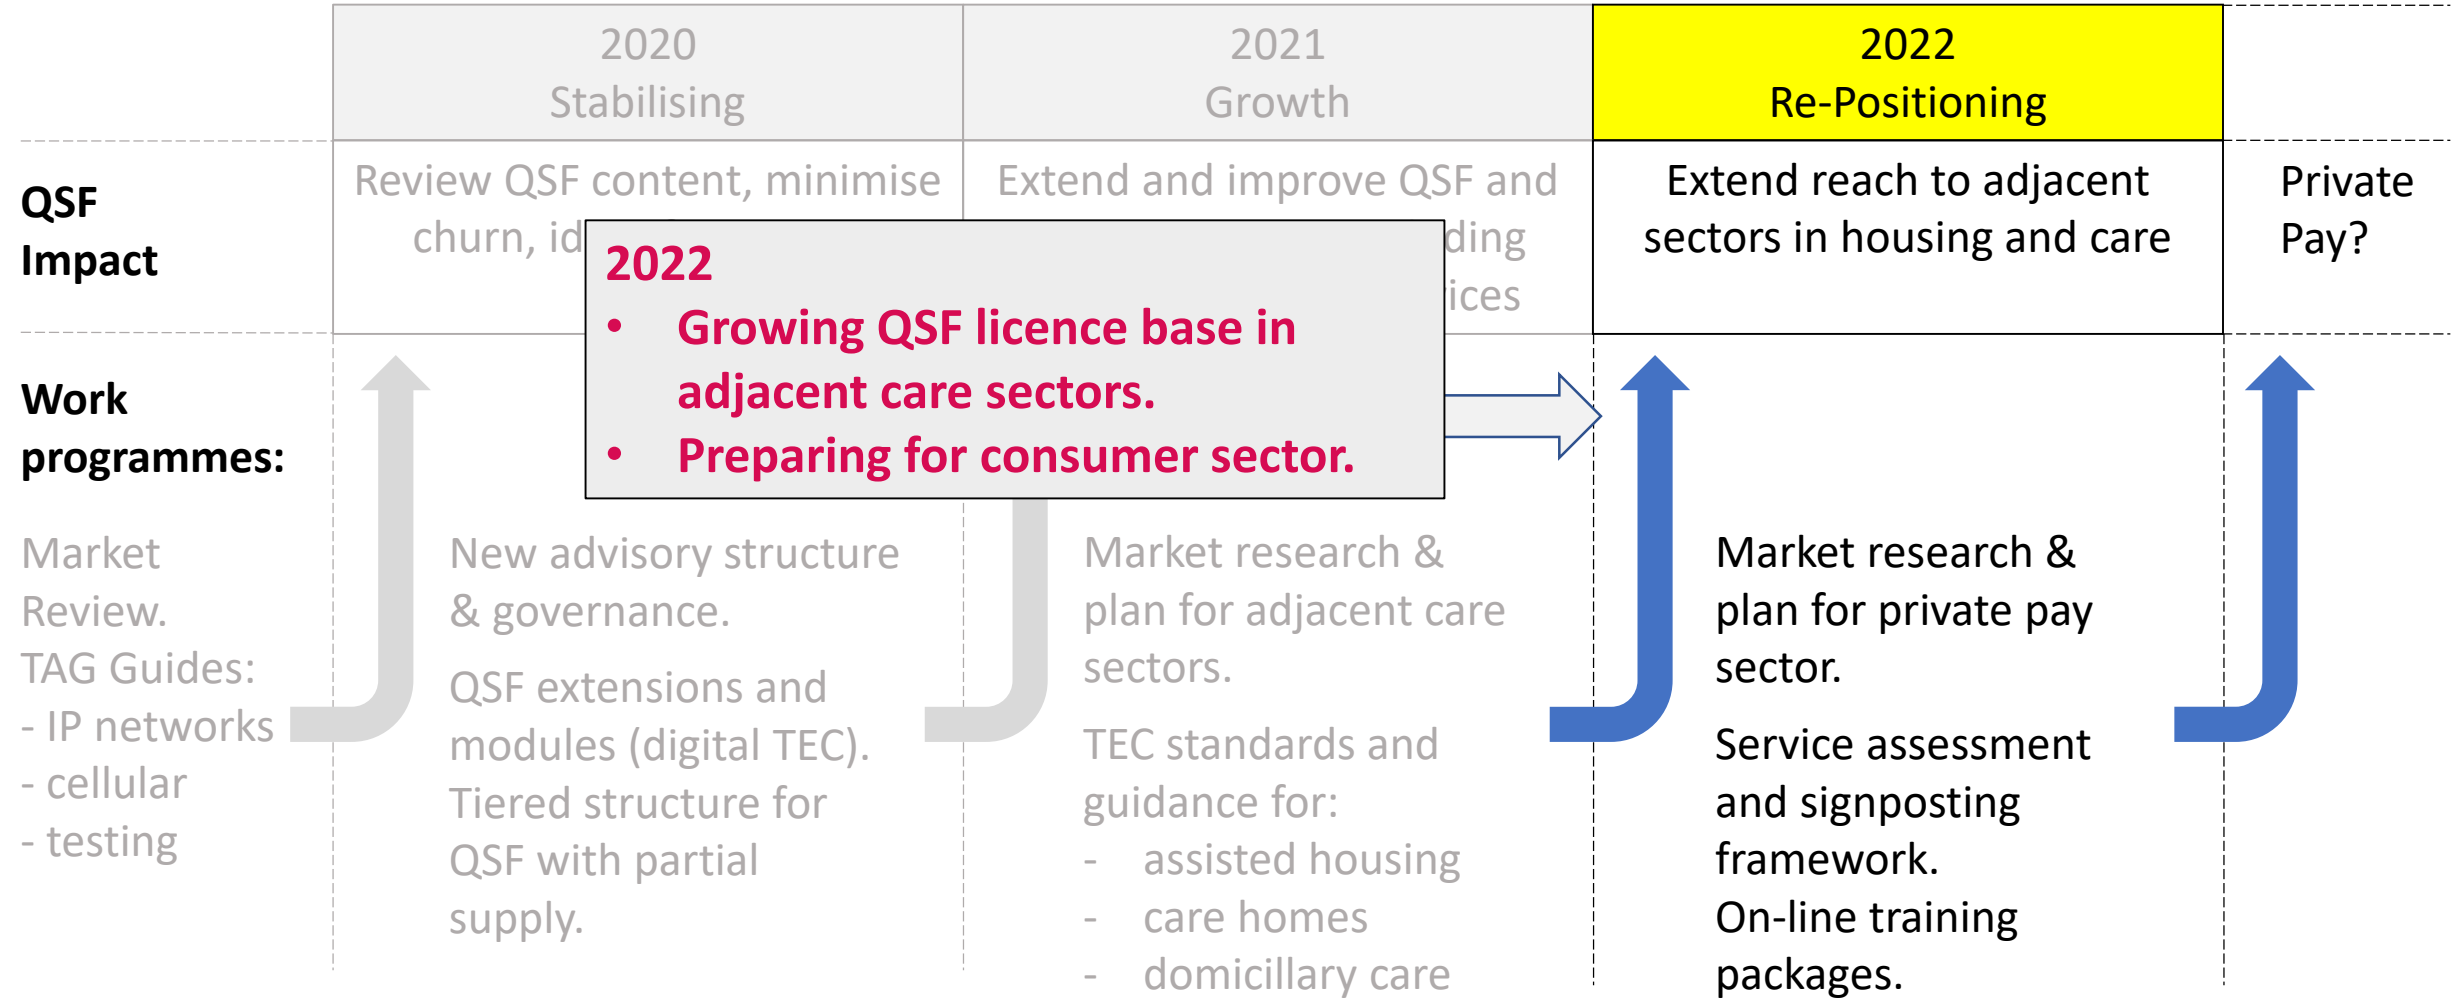 2020
Stabilising
2021
Growth
2022
Re-Positioning
QSF
Impact
Review QSF content, minimise
churn,
Extend and improve QSF and
Extend reach to adjacent
sectors in housing and care
Private
Pay?
2022
• Growing QSF licence base in
adjacent care sectors.
• Preparing for consumer sector.
Work
programmes:
Market
Review.
TAG Guides:
- IP networks
- cellular
- testing
New advisory structure
& governance.
QSF extensions and
modules (digital TEC).
Tiered structure for
QSF with partial
supply.
Market research &
plan for adjacent care
sectors.
TEC standards and
guidance for:
- assisted housing
- care homes
- domicillary care
Market research &
plan for private pay
sector.
Service assessment
and signposting
framework.
On-line training
packages.